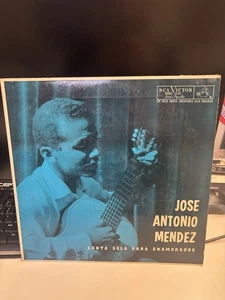 RCA VICTOR
JOSE
ANTONIO
MENDEZ
CANTA SOLO PARA ENAMORADOS